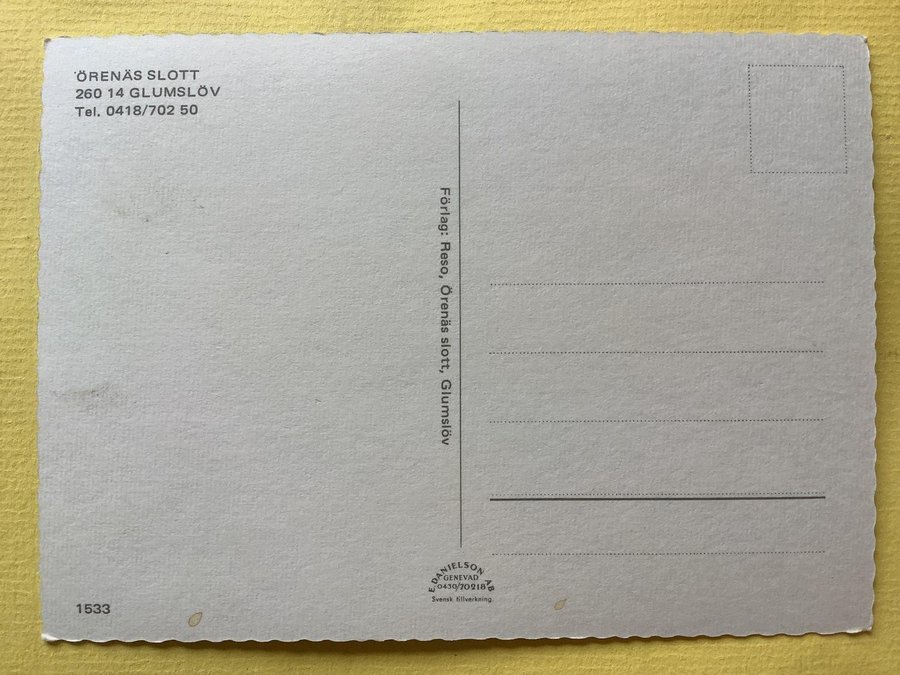 ÖRENÄS SLOTT
260 14 GLUMSLÖV
Tel. 0418/702 50
Förlag: Reso, Örenäs slott, Glumslöv
E. DANIELSON AB
GENEVAD
0430/70218
Svensk tillverkning.
1533